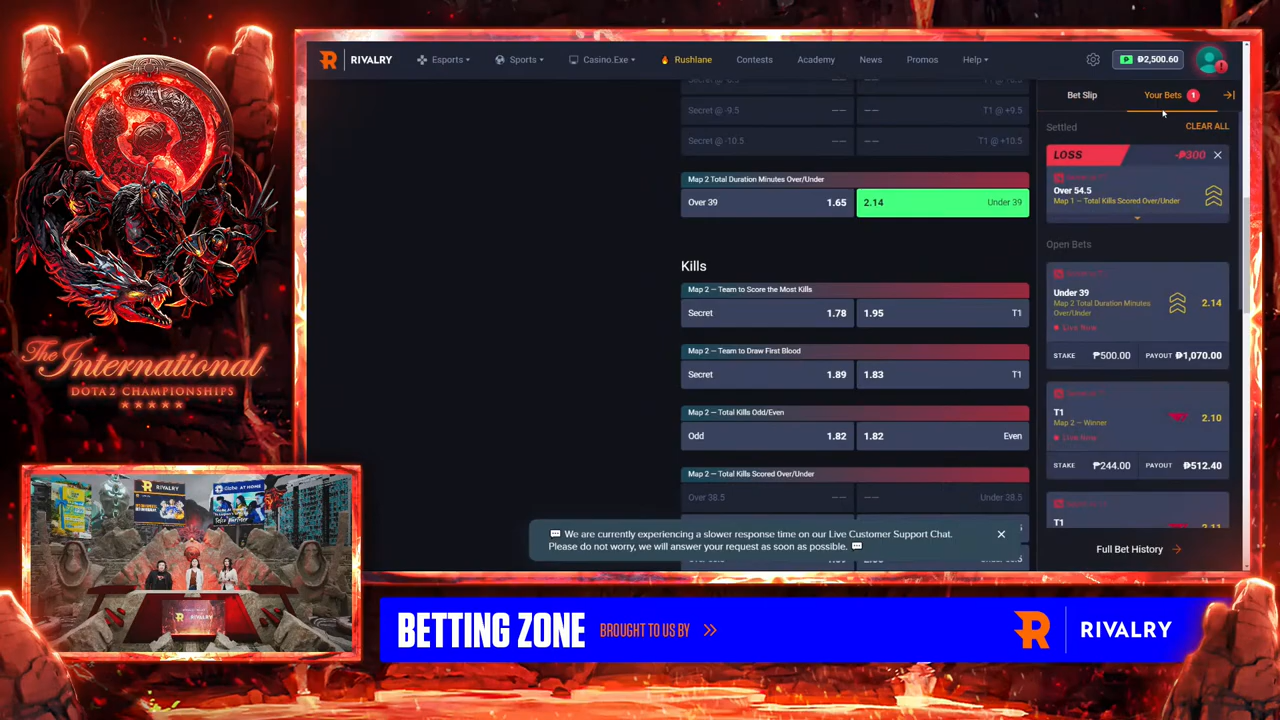 RIVALRY
Esports
Sports
Casino.Exe
Rushlane
Contests
Academy
News
Promos
Help
₱2,500.60
Bet Slip
Your Bets
1
Settled
CLEAR ALL
LOSS
-₱300
Over 54.5
Map 1 – Total Kills Scored Over/Under
Open Bets
Under 39
Map 2 Total Duration Minutes
Over/Under
2.14
Live Now
STAKE ₱500.00 PAYOUT ₱1,070.00
T1
Map 2 – Winner
2.10
Live Now
STAKE ₱244.00 PAYOUT ₱512.40
T1
Full Bet History
Secret @ -9.5 –– –– T1 @ +9.5
Secret @ -10.5 –– –– T1 @ +10.5
Map 2 Total Duration Minutes Over/Under
Over 39 1.65 2.14 Under 39
Kills
Map 2 – Team to Score the Most Kills
Secret 1.78 1.95 T1
Map 2 – Team to Draw First Blood
Secret 1.89 1.83 T1
Map 2 – Total Kills Odd/Even
Odd 1.82 1.82 Even
Map 2 – Total Kills Scored Over/Under
Over 38.5 –– –– Under 38.5
We are currently experiencing a slower response time on our Live Customer Support Chat.
Please do not worry, we will answer your request as soon as possible.
The International
DOTA2 CHAMPIONSHIPS
RIVALRY
Globe AT HOME
RIVALRY
BETTING ZONE
BROUGHT TO US BY
RIVALRY